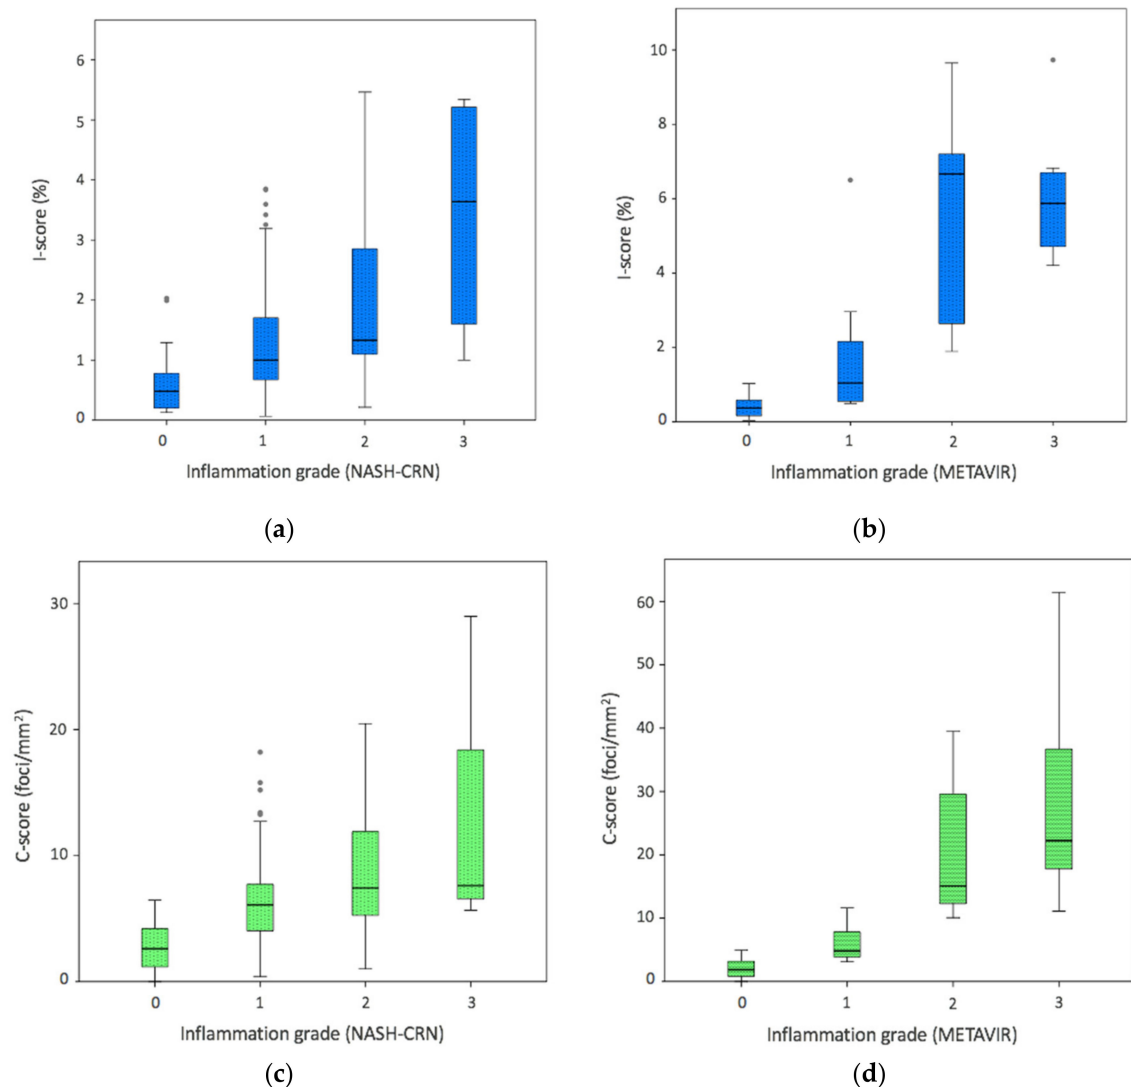 6
5
4
3
2
1
0
I-score (%)
0 1 2 3
Inflammation grade (NASH-CRN)
(a)
10
8
6
4
2
0
I-score (%)
0 1 2 3
Inflammation grade (METAVIR)
(b)
30
20
10
0
C-score (foci/mm²)
0 1 2 3
Inflammation grade (NASH-CRN)
(c)
60
50
40
30
20
10
0
C-score (foci/mm²)
0 1 2 3
Inflammation grade (METAVIR)
(d)